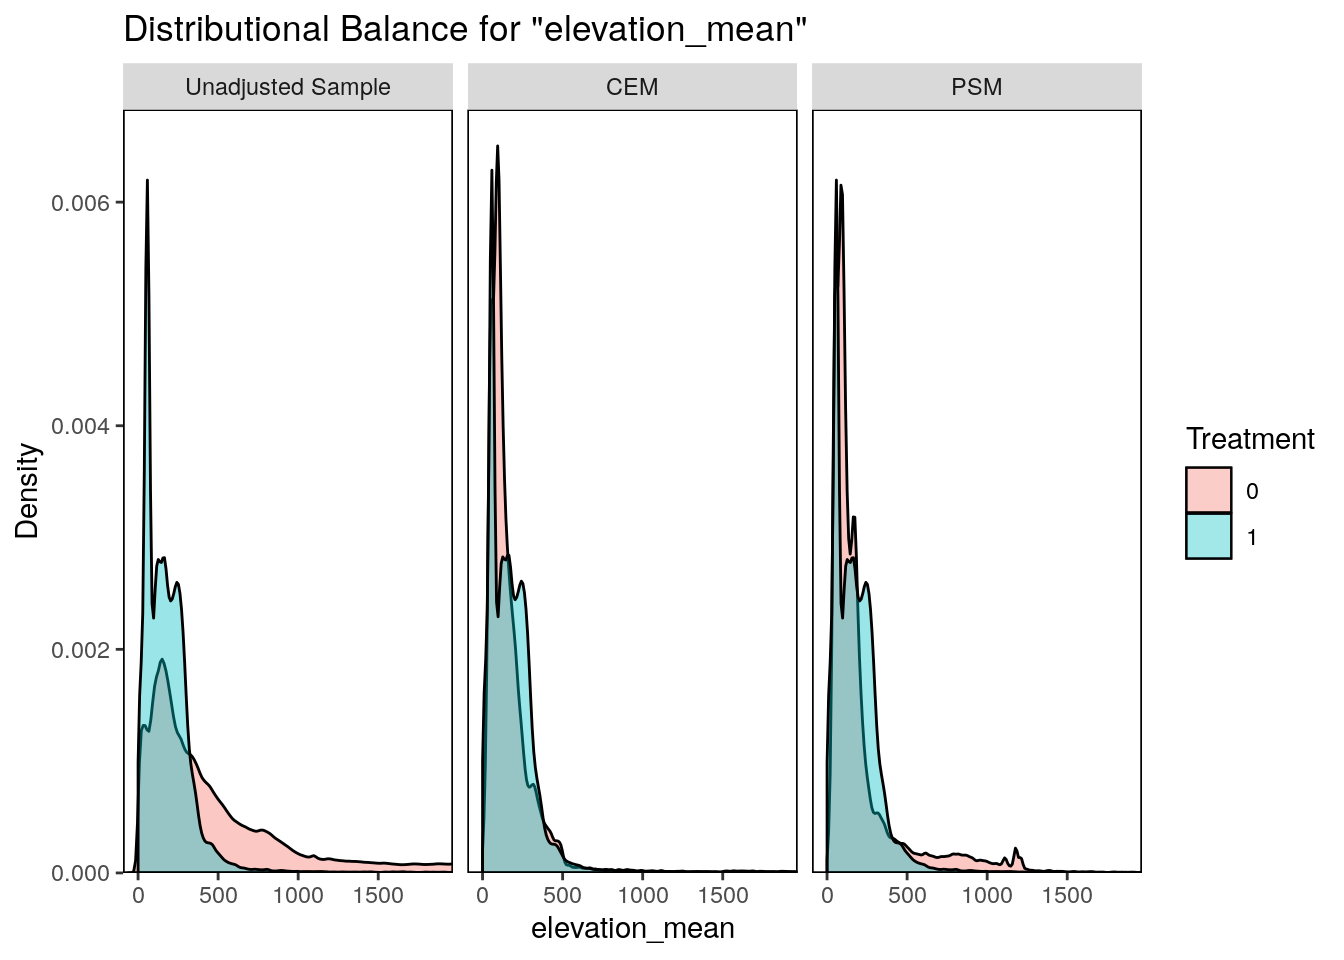 Distributional Balance for "elevation_mean"
Unadjusted Sample
CEM
PSM
Density
0.006
0.004
0.002
0.000
0 500 1000 1500
0 500 1000 1500
0 500 1000 1500
elevation_mean
Treatment
0
1